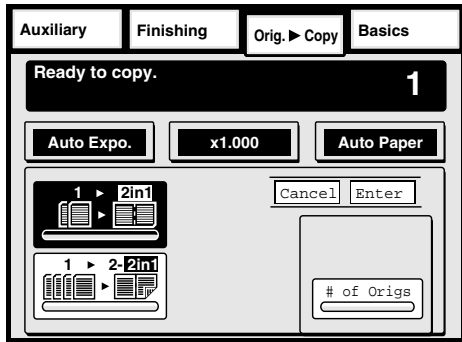 Auxiliary
Finishing
Orig. ▶ Copy
Basics
Ready to copy.
1
Auto Expo.
x1.000
Auto Paper
1 ▶ 2in1
Cancel
Enter
1 ▶ 2-2in1
# of Origs